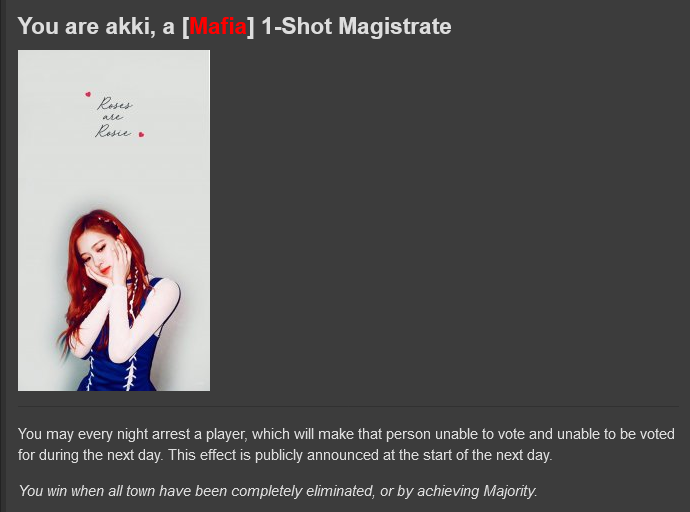 You are akki, a [Mafia] 1-Shot Magistrate
Roses
are
Rosie
You may every night arrest a player, which will make that person unable to vote and unable to be voted
for during the next day. This effect is publicly announced at the start of the next day.
You win when all town have been completely eliminated, or by achieving Majority.